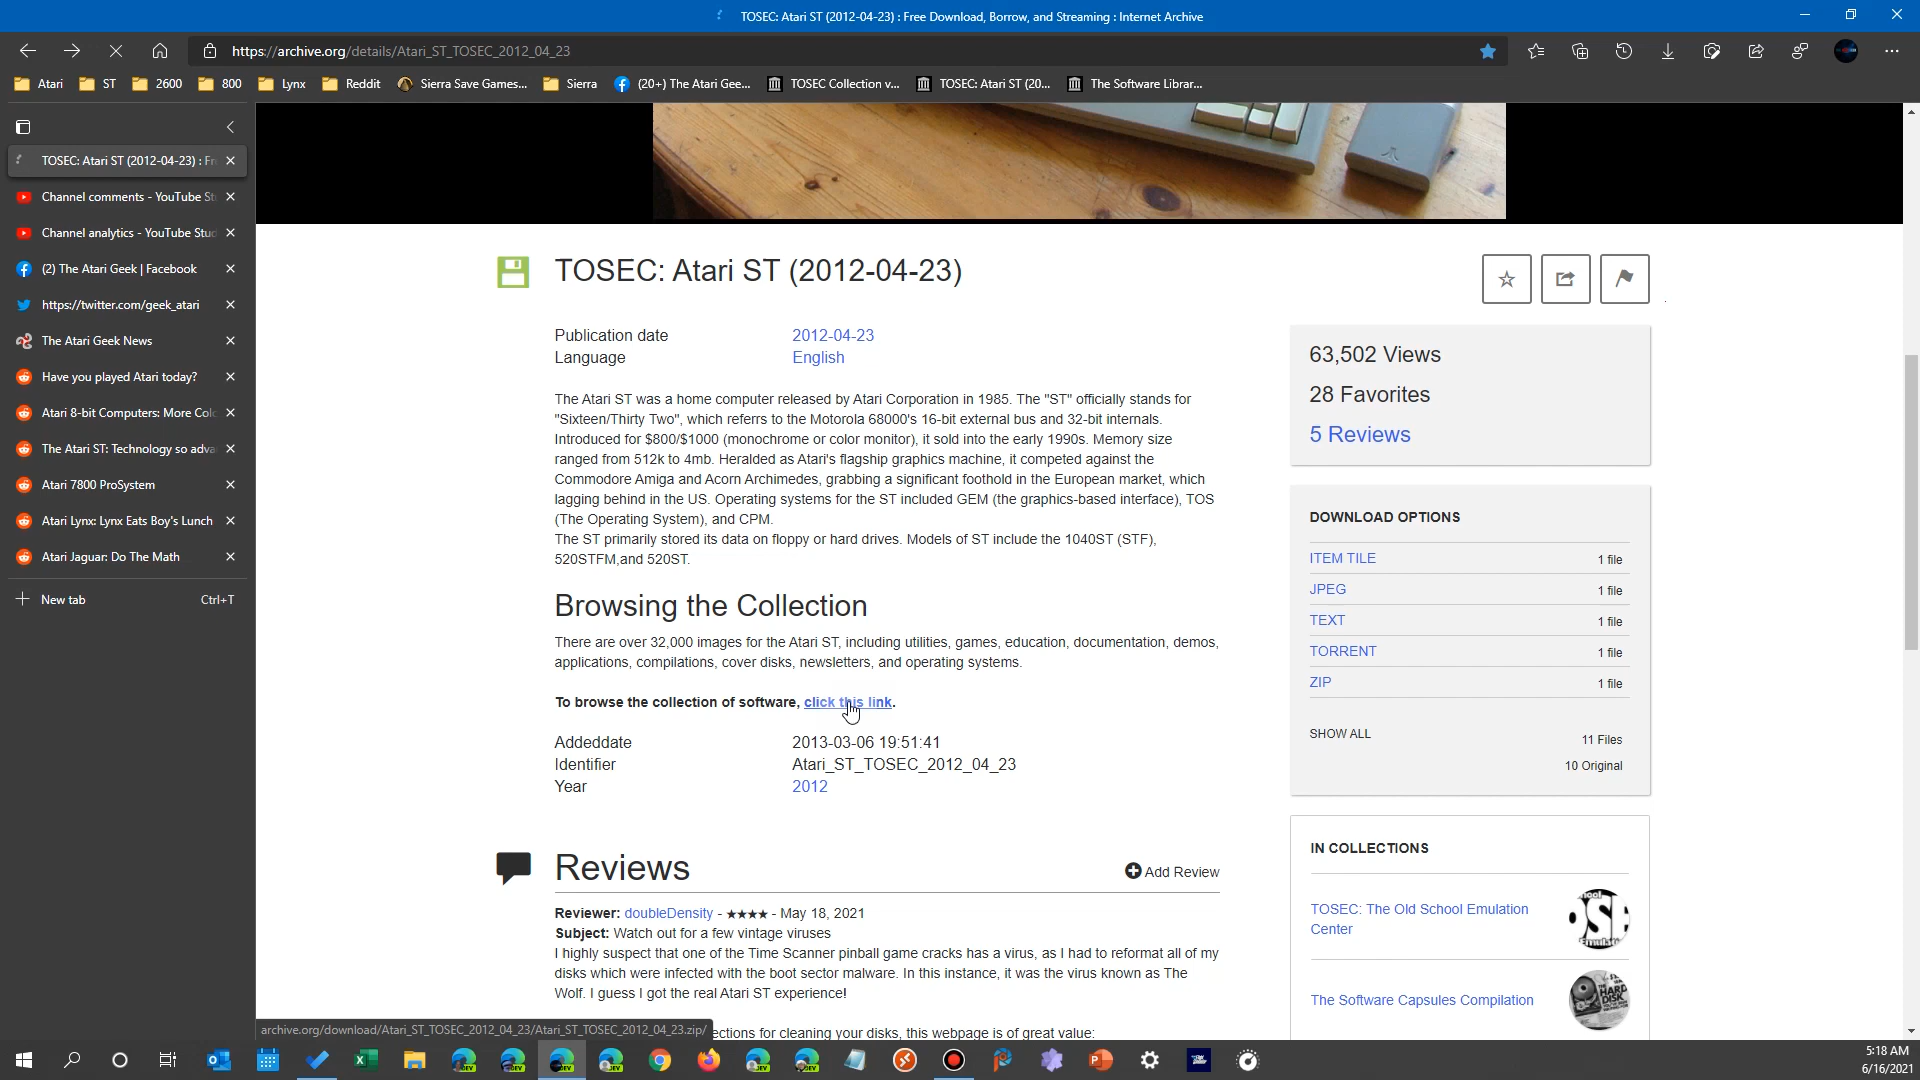 TOSEC: Atari ST (2012-04-23) : Free Download, Borrow, and Streaming : Internet Archive
https://archive.org/details/Atari_ST_TOSEC_2012_04_23
Atari ST 2600 800 Lynx Reddit Sierra Save Games... Sierra (20+) The Atari Gee... TOSEC Collection v... TOSEC: Atari ST (20... The Software Librar...
TOSEC: Atari ST (2012-04-23) : Fr
Channel comments - YouTube St
Channel analytics - YouTube Stud
(2) The Atari Geek | Facebook
https://twitter.com/geek_atari
The Atari Geek News
Have you played Atari today?
Atari 8-bit Computers: More Col
The Atari ST: Technology so adva
Atari 7800 ProSystem
Atari Lynx: Lynx Eats Boy's Lunch
Atari Jaguar: Do The Math
New tab Ctrl+T
TOSEC: Atari ST (2012-04-23)
Publication date 2012-04-23
Language English
The Atari ST was a home computer released by Atari Corporation in 1985. The "ST" officially stands for
"Sixteen/Thirty Two", which referrs to the Motorola 68000's 16-bit external bus and 32-bit internals.
Introduced for $800/$1000 (monochrome or color monitor), it sold into the early 1990s. Memory size
ranged from 512k to 4mb. Heralded as Atari's flagship graphics machine, it competed against the
Commodore Amiga and Acorn Archimedes, grabbing a significant foothold in the European market, which
lagging behind in the US. Operating systems for the ST included GEM (the graphics-based interface), TOS
(The Operating System), and CPM.
The ST primarily stored its data on floppy or hard drives. Models of ST include the 1040ST (STF),
520STFM,and 520ST.
Browsing the Collection
There are over 32,000 images for the Atari ST, including utilities, games, education, documentation, demos,
applications, compilations, cover disks, newsletters, and operating systems.
To browse the collection of software, click this link.
Addeddate 2013-03-06 19:51:41
Identifier Atari_ST_TOSEC_2012_04_23
Year 2012
Reviews
Add Review
Reviewer: doubleDensity - ★★★★ - May 18, 2021
Subject: Watch out for a few vintage viruses
I highly suspect that one of the Time Scanner pinball game cracks has a virus, as I had to reformat all of my
disks which were infected with the boot sector malware. In this instance, it was the virus known as The
Wolf. I guess I got the real Atari ST experience!
ections for cleaning your disks, this webpage is of great value:
63,502 Views
28 Favorites
5 Reviews
DOWNLOAD OPTIONS
ITEM TILE 1 file
JPEG 1 file
TEXT 1 file
TORRENT 1 file
ZIP 1 file
SHOW ALL 11 Files
10 Original
IN COLLECTIONS
TOSEC: The Old School Emulation
Center
The Software Capsules Compilation
archive.org/download/Atari_ST_TOSEC_2012_04_23/Atari_ST_TOSEC_2012_04_23.zip/
5:18 AM
6/16/2021